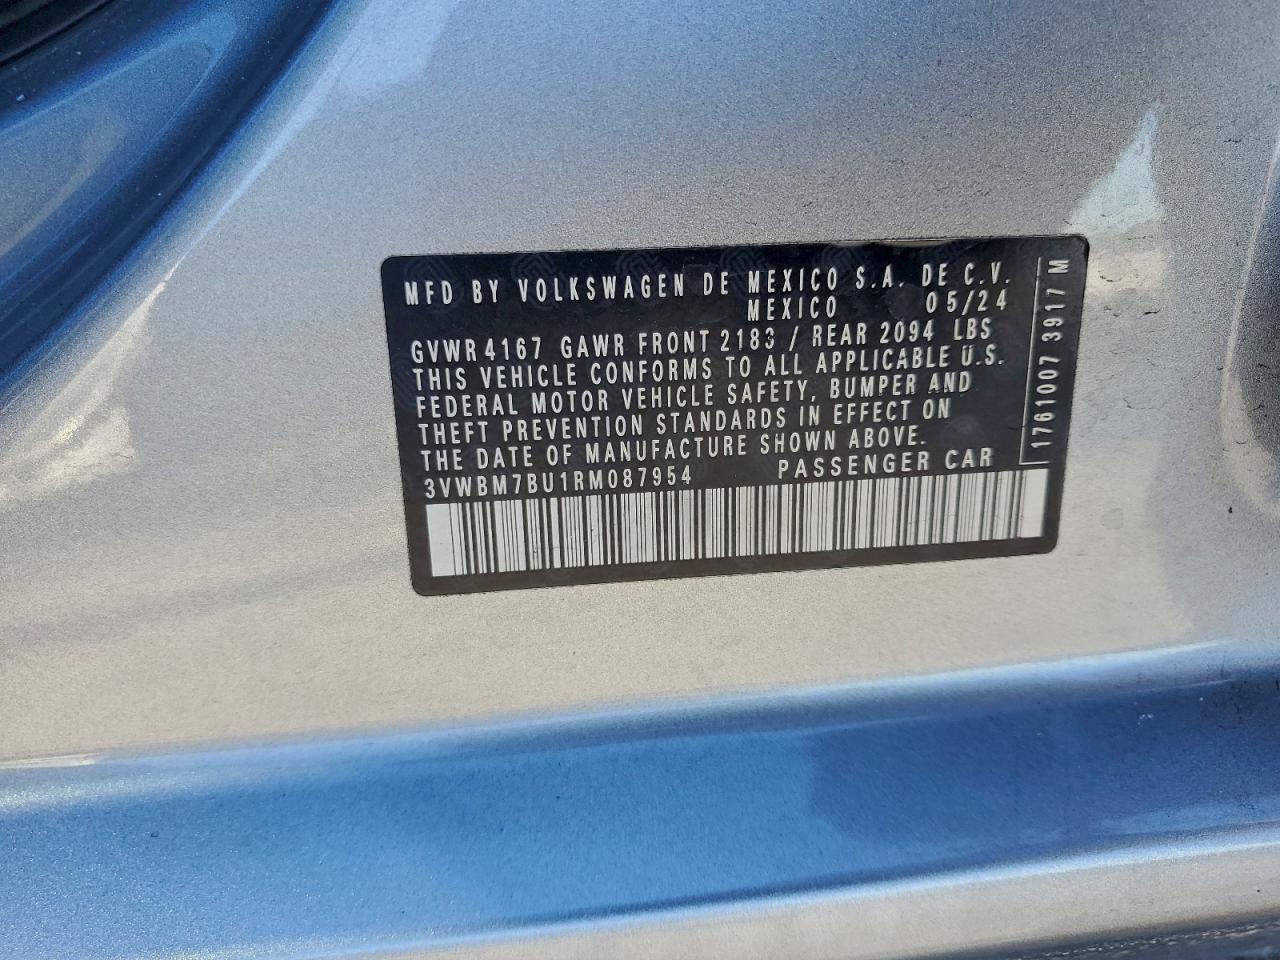 MFD BY VOLKSWAGEN DE MEXICO S.A. DE C.V.
MEXICO 05/24
GVWR 4167 GAWR FRONT 2183 / REAR 2094 LBS
THIS VEHICLE CONFORMS TO ALL APPLICABLE U.S.
FEDERAL MOTOR VEHICLE SAFETY, BUMPER AND
THEFT PREVENTION STANDARDS IN EFFECT ON
THE DATE OF MANUFACTURE SHOWN ABOVE.
3VWBM7BU1RM087954 PASSENGER CAR
1761007 3917 M